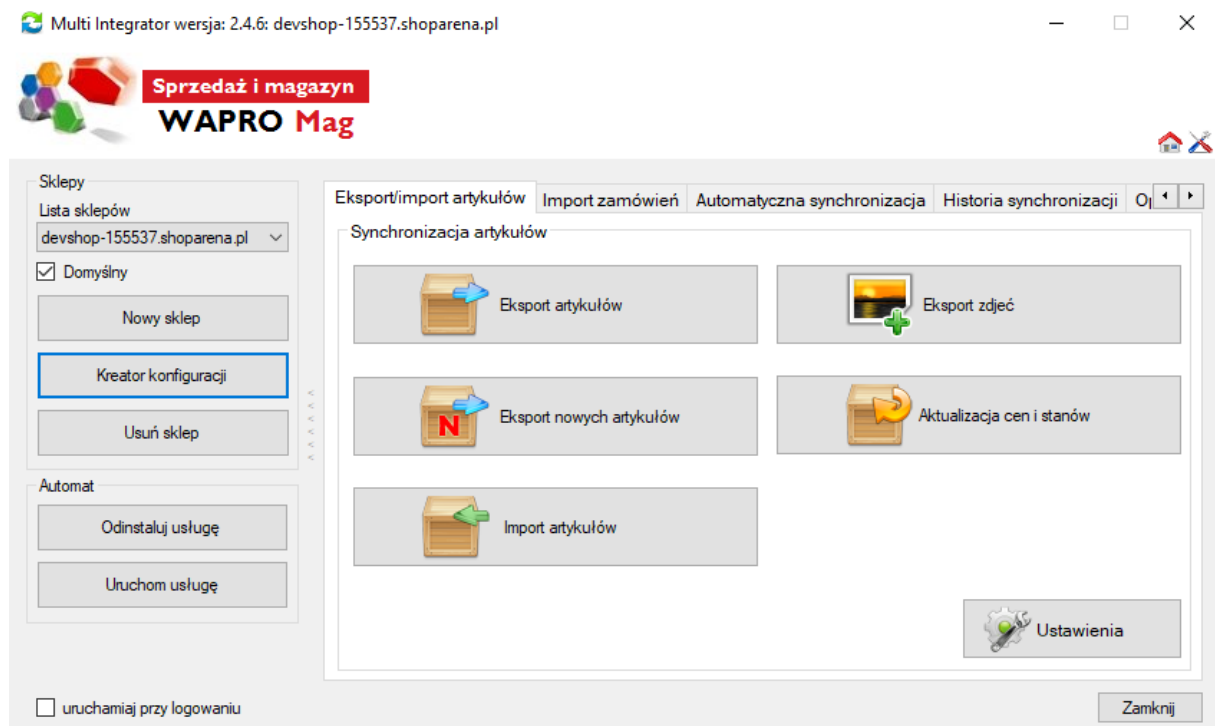 Multi Integrator wersja: 2.4.6: devshop-155537.shoparena.pl
Sprzedaż i magazyn
WAPRO Mag
Sklepy
Lista sklepów
devshop-155537.shoparena.pl
Domyślny
Nowy sklep
Kreator konfiguracji
Usuń sklep
Automat
Odinstaluj usługę
Uruchom usługę
Eksport/import artykułów
Import zamówień
Automatyczna synchronizacja
Historia synchronizacji
Synchronizacja artykułów
Eksport artykułów
Eksport zdjeć
N
Eksport nowych artykułów
Aktualizacja cen i stanów
Import artykułów
Ustawienia
uruchamiaj przy logowaniu
Zamknij